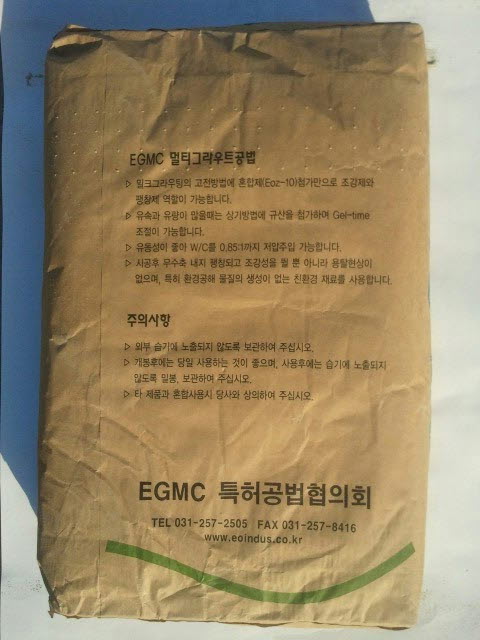 EGMC 멀티그라우트공법
▷ 밀크그라우팅의 고전방법에 혼합제(Eoz-10)첨가만으로 조강제와
팽창제 역할이 가능합니다.
▷ 유속과 유량이 많을때는 상기방법에 규산을 첨가하며 Gel-time
조절이 가능합니다.
▷ 유동성이 좋아 W/C를 0.85:1까지 저압주입 가능합니다.
▷ 시공후 무수축 내지 팽창되고 조강성을 뛸 뿐 아니라 용탈현상이
없으며, 특히 환경공해 물질의 생성이 없는 친환경 재료를 사용합니다.
주의사항
▷ 외부 습기에 노출되지 않도록 보관하여 주십시오.
▷ 개봉후에는 당일 사용하는 것이 좋으며, 사용후에는 습기에 노출되지
않도록 밀봉, 보관하여 주십시오.
▷ 타 제품과 혼합사용시 당사와 상의하여 주십시오.
EGMC 특허공법협의회
TEL 031-257-2505 FAX 031-257-8416
www.eoindus.co.kr